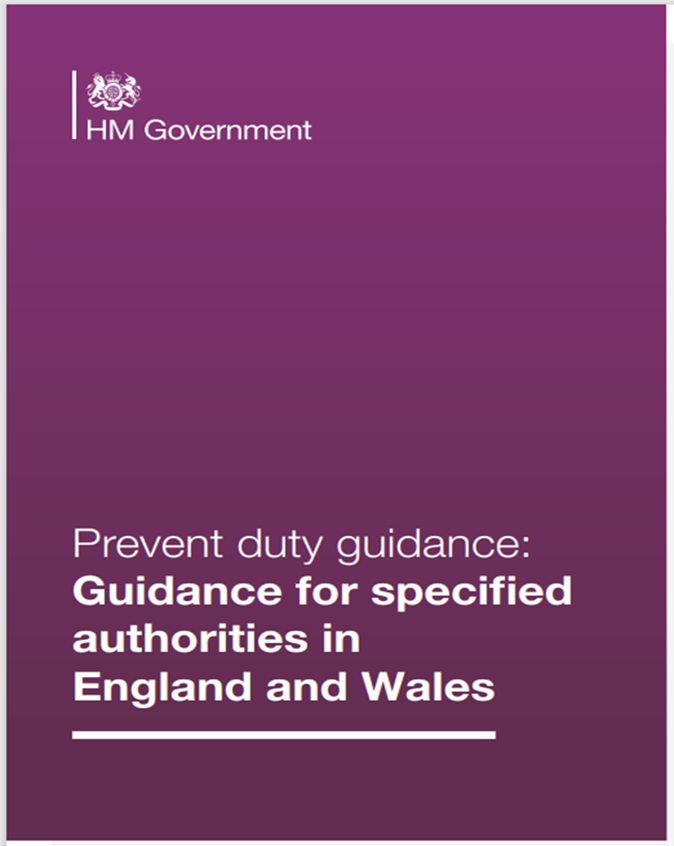 HM Government
Prevent duty guidance:
Guidance for specified
authorities in
England and Wales